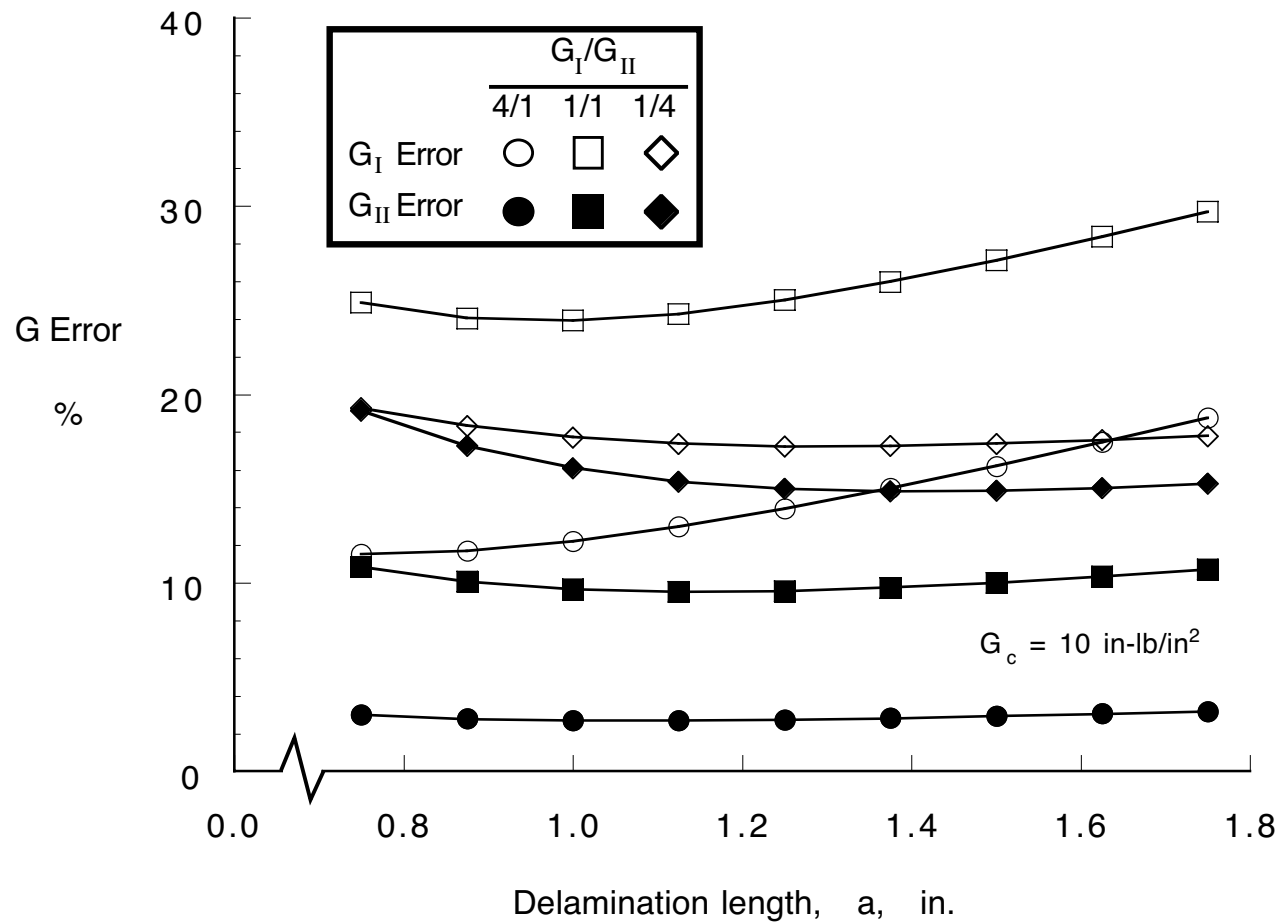 40
G_I/G_II
4/1 1/1 1/4
G_I Error
G_II Error
30
G Error
%
20
10
G_c = 10 in-lb/in²
0
0.0 0.8 1.0 1.2 1.4 1.6 1.8
Delamination length, a, in.